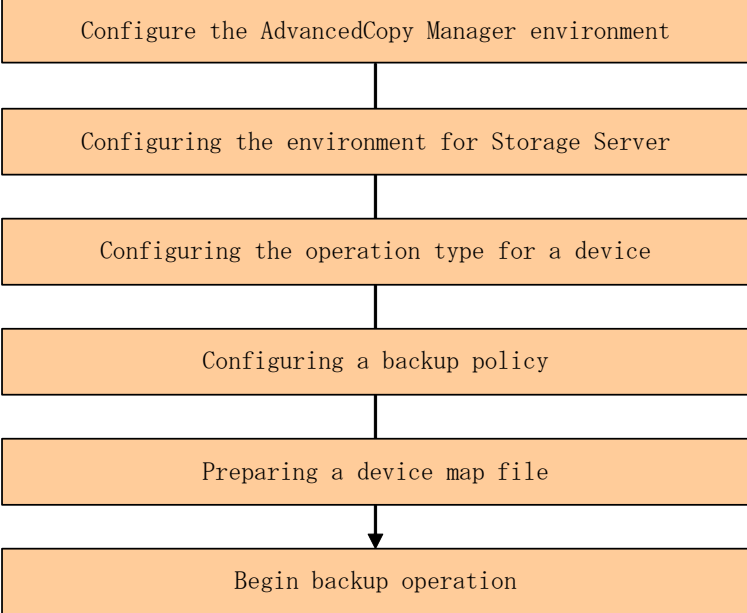 Configure the AdvancedCopy Manager environment
Configuring the environment for Storage Server
Configuring the operation type for a device
Configuring a backup policy
Preparing a device map file
Begin backup operation